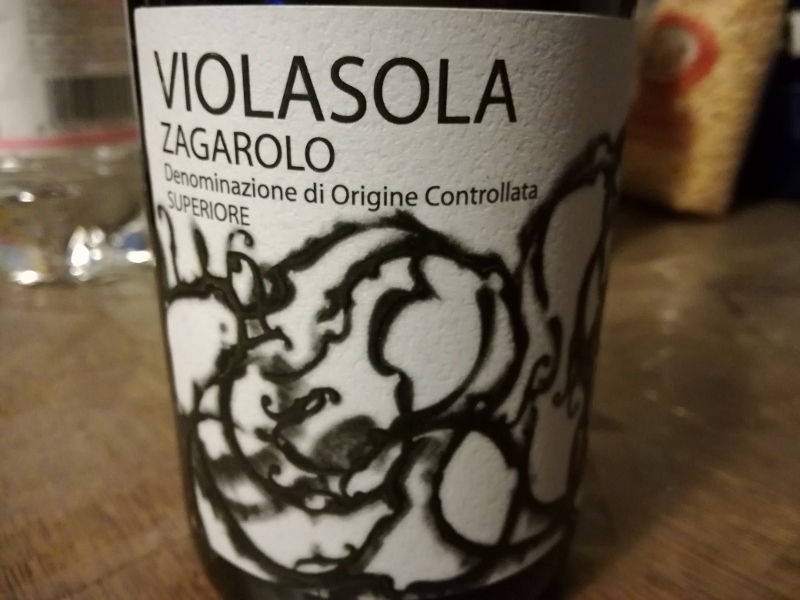 VIOLASOLA
ZAGAROLO
Denominazione di Origine Controllata
SUPERIORE